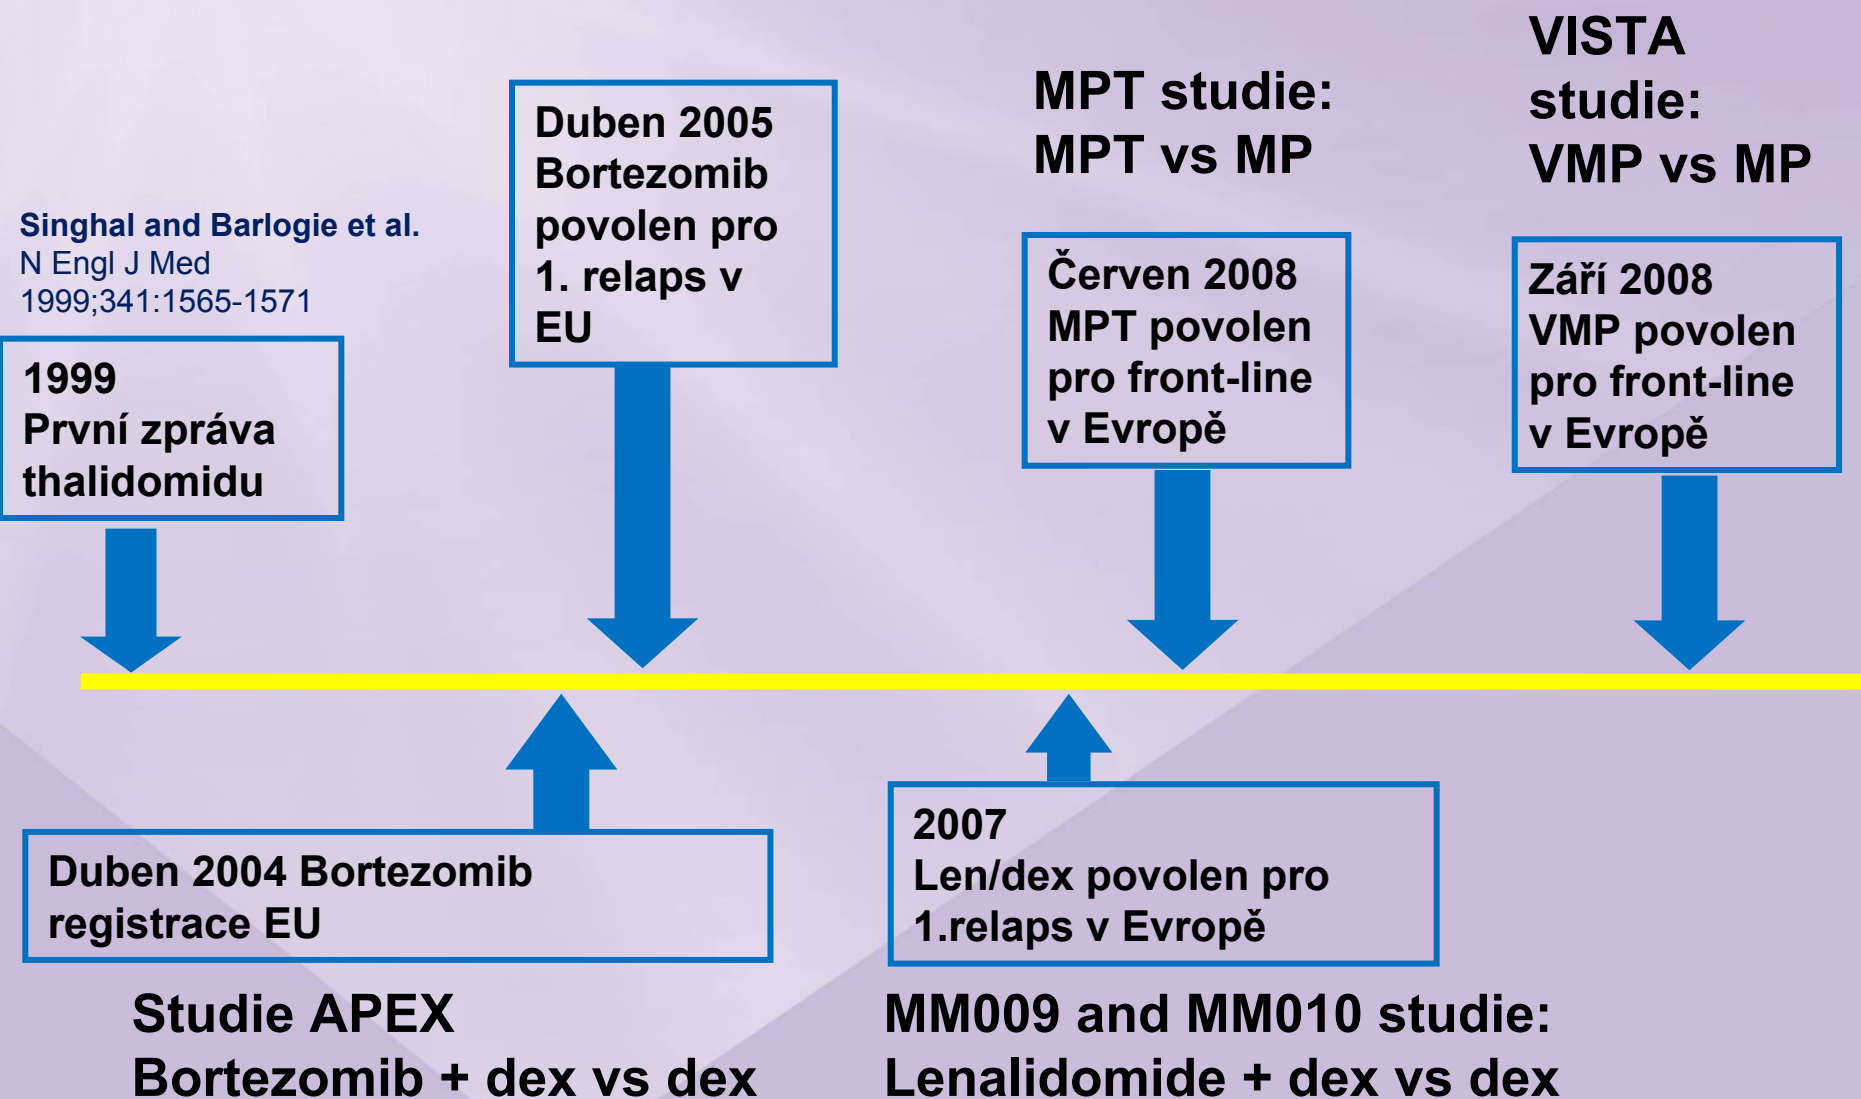 Singhal and Barlogie et al.
N Engl J Med
1999;341:1565-1571
1999
První zpráva
thalidomidu
Duben 2005
Bortezomib
povolen pro
1. relaps v
EU
MPT studie:
MPT vs MP
Červen 2008
MPT povolen
pro front-line
v Evropě
VISTA
studie:
VMP vs MP
Září 2008
VMP povolen
pro front-line
v Evropě
Duben 2004 Bortezomib
registrace EU
Studie APEX
Bortezomib + dex vs dex
2007
Len/dex povolen pro
1.relaps v Evropě
MM009 and MM010 studie:
Lenalidomide + dex vs dex